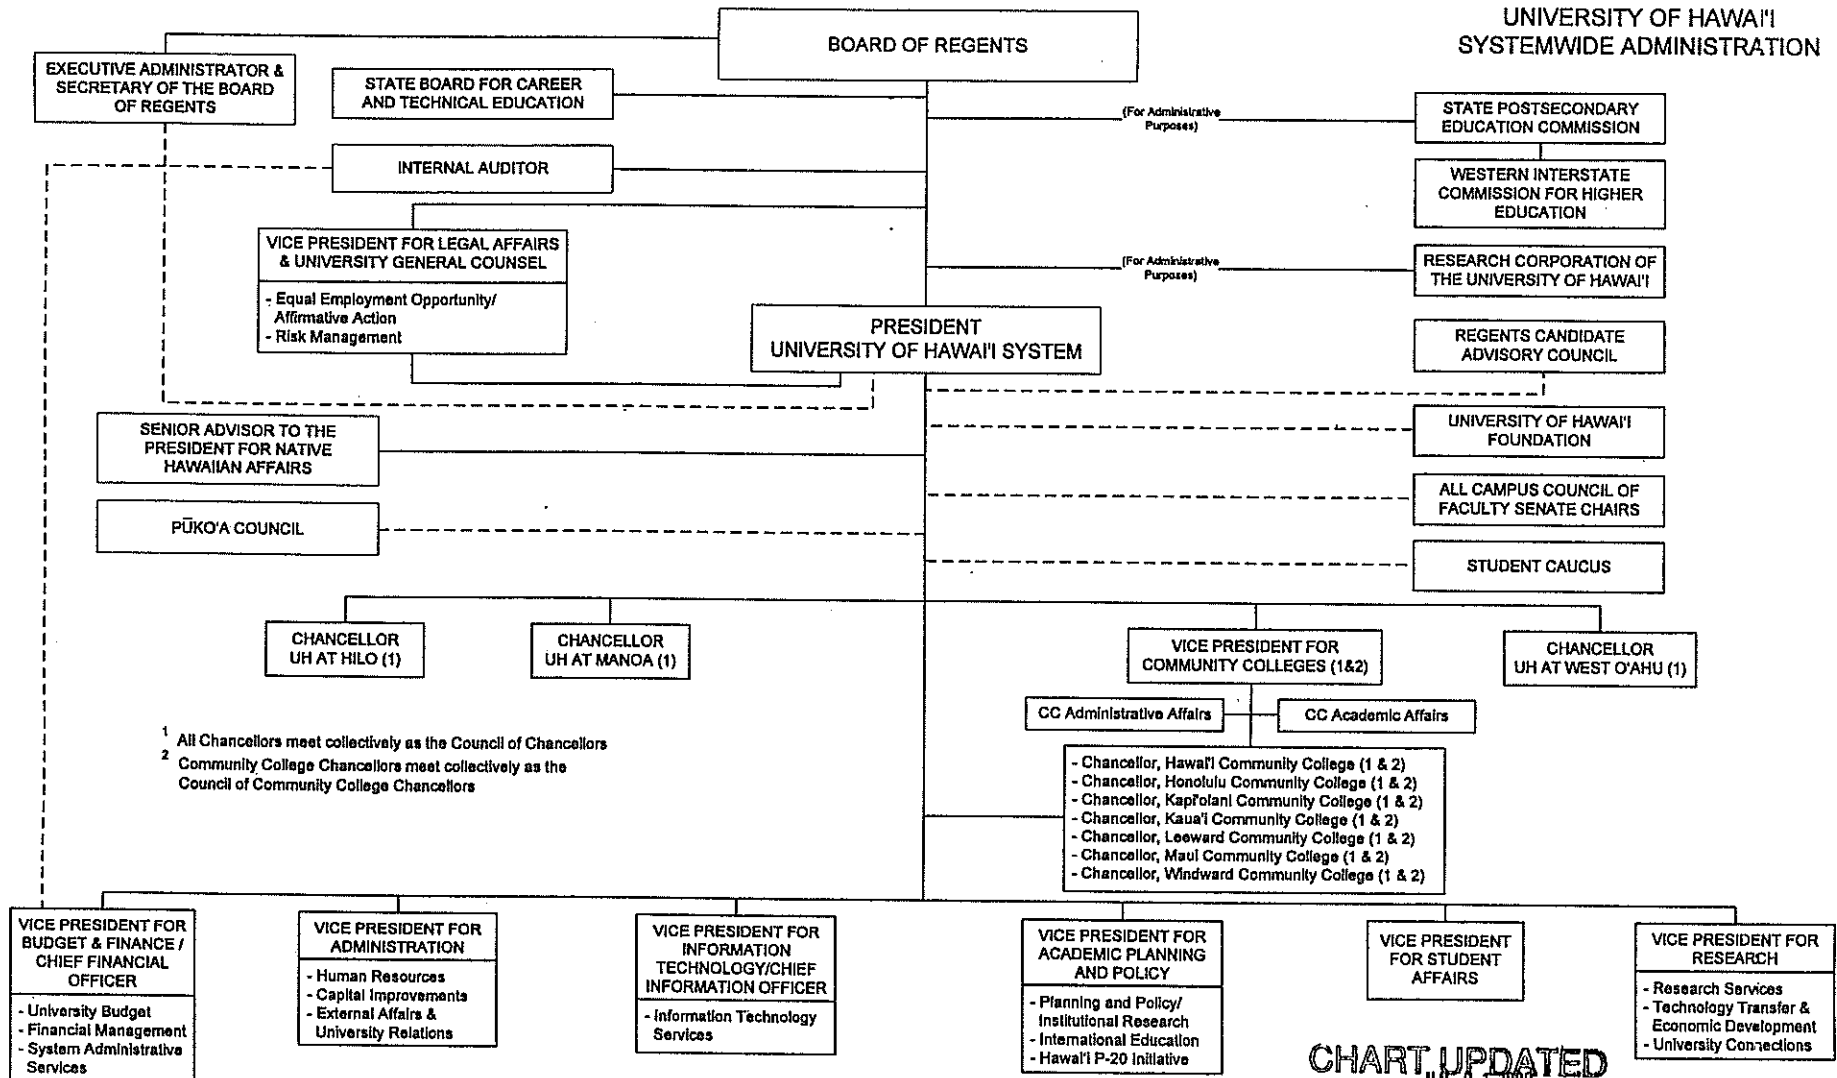 UNIVERSITY OF HAWAI'I
SYSTEMWIDE ADMINISTRATION
BOARD OF REGENTS
EXECUTIVE ADMINISTRATOR &
SECRETARY OF THE BOARD
OF REGENTS
STATE BOARD FOR CAREER
AND TECHNICAL EDUCATION
(For Administrative
Purposes)
STATE POSTSECONDARY
EDUCATION COMMISSION
INTERNAL AUDITOR
WESTERN INTERSTATE
COMMISSION FOR HIGHER
EDUCATION
VICE PRESIDENT FOR LEGAL AFFAIRS
& UNIVERSITY GENERAL COUNSEL
- Equal Employment Opportunity/
Affirmative Action
- Risk Management
(For Administrative
Purposes)
RESEARCH CORPORATION OF
THE UNIVERSITY OF HAWAI'I
PRESIDENT
UNIVERSITY OF HAWAI'I SYSTEM
REGENTS CANDIDATE
ADVISORY COUNCIL
SENIOR ADVISOR TO THE
PRESIDENT FOR NATIVE
HAWAIIAN AFFAIRS
UNIVERSITY OF HAWAI'I
FOUNDATION
PŪKO'A COUNCIL
ALL CAMPUS COUNCIL OF
FACULTY SENATE CHAIRS
STUDENT CAUCUS
CHANCELLOR
UH AT HILO (1)
CHANCELLOR
UH AT MANOA (1)
VICE PRESIDENT FOR
COMMUNITY COLLEGES (1&2)
CHANCELLOR
UH AT WEST O'AHU (1)
CC Administrative Affairs
CC Academic Affairs
1 All Chancellors meet collectively as the Council of Chancellors
2 Community College Chancellors meet collectively as the
Council of Community College Chancellors
- Chancellor, Hawai'i Community College (1 & 2)
- Chancellor, Honolulu Community College (1 & 2)
- Chancellor, Kapi'olani Community College (1 & 2)
- Chancellor, Kaua'i Community College (1 & 2)
- Chancellor, Leeward Community College (1 & 2)
- Chancellor, Maui Community College (1 & 2)
- Chancellor, Windward Community College (1 & 2)
VICE PRESIDENT FOR
BUDGET & FINANCE /
CHIEF FINANCIAL
OFFICER
- University Budget
- Financial Management
- System Administrative
Services
VICE PRESIDENT FOR
ADMINISTRATION
- Human Resources
- Capital Improvements
- External Affairs &
University Relations
VICE PRESIDENT FOR
INFORMATION
TECHNOLOGY/CHIEF
INFORMATION OFFICER
- Information Technology
Services
VICE PRESIDENT FOR
ACADEMIC PLANNING
AND POLICY
- Planning and Policy/
Institutional Research
- International Education
- Hawai'i P-20 Initiative
VICE PRESIDENT
FOR STUDENT
AFFAIRS
VICE PRESIDENT FOR
RESEARCH
- Research Services
- Technology Transfer &
Economic Development
- University Connections
CHART UPDATED